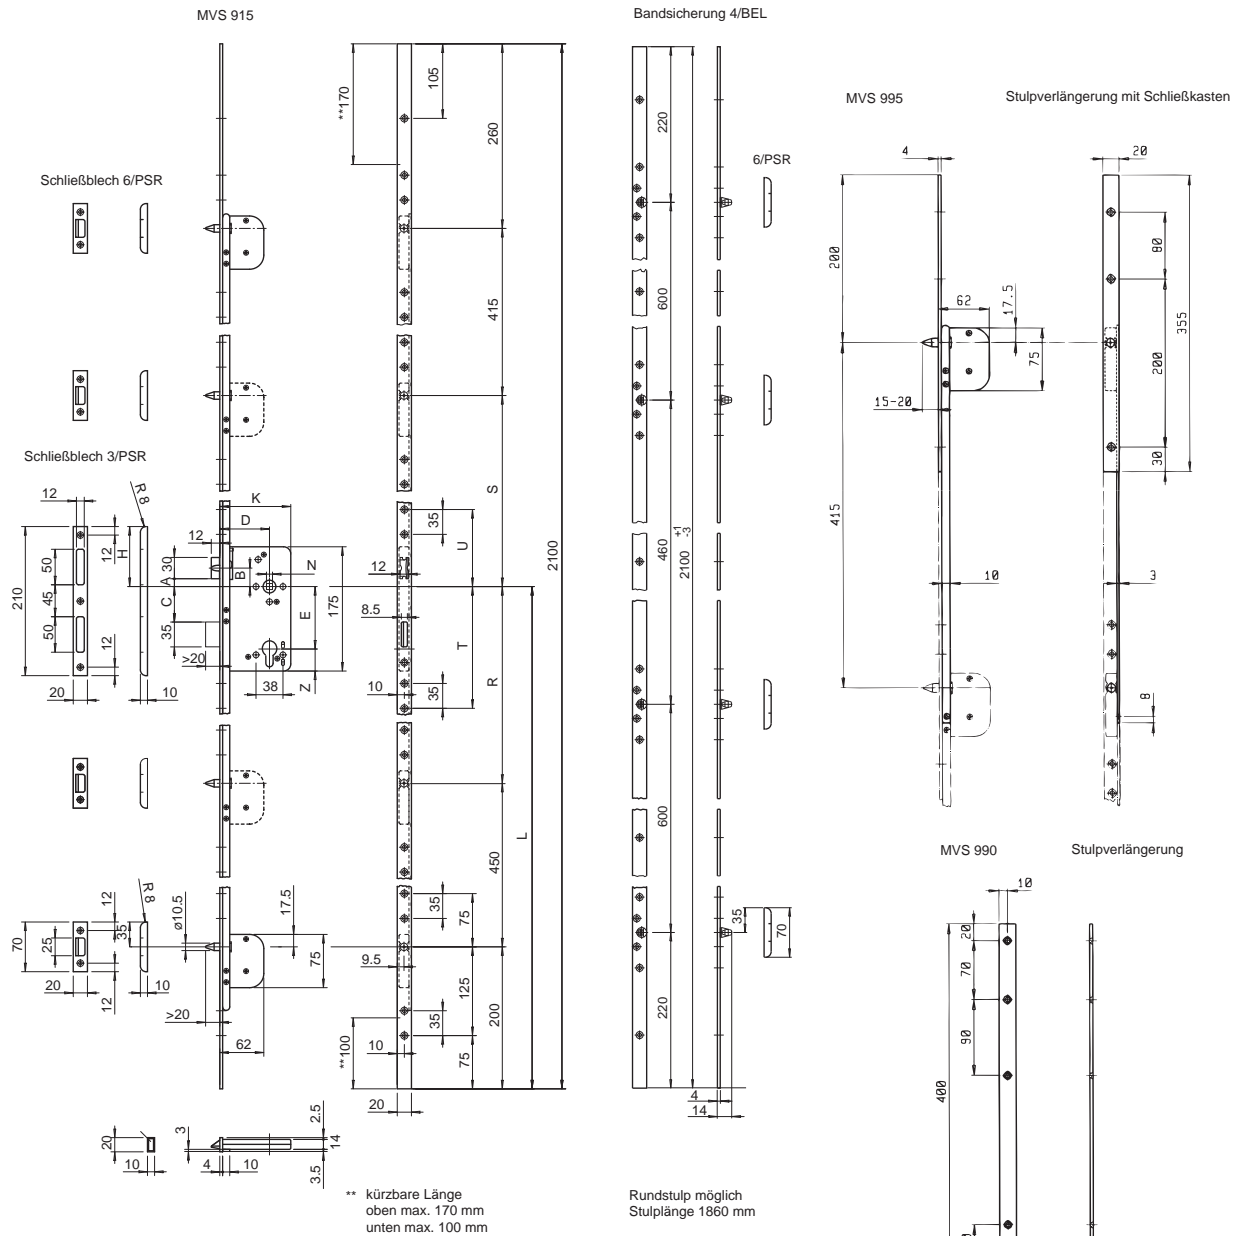 MVS 915
Bandsicherung 4/BEL
MVS 995
Stulpverlängerung mit Schließkasten
Schließblech 6/PSR
6/PSR
**170
105
260
415
S
2100
220
600
460
2100 +1 -3
600
220
4
20
200
62
17.5
75
15-20
415
10
80
200
30
355
3
8
Schließblech 3/PSR
12
R 8
12
H
210
50
45
50
12
20
10
K
D
12
30
A
B
C
N
E
175
35
>20
38
Z
35
U
12
8.5
T
R
10
35
L
450
MVS 990
Stulpverlängerung
10
20
70
90
400
70
25
12
35
R 8
20
12
10
ø10.5
17.5
75
>20
62
35
75
9.5
125
35
200
**100
10
75
20
35
70
4
14
20
10
3
4
10
2.5
14
3.5
** kürzbare Länge
oben max. 170 mm
unten max. 100 mm
Rundstulp möglich
Stulplänge 1860 mm